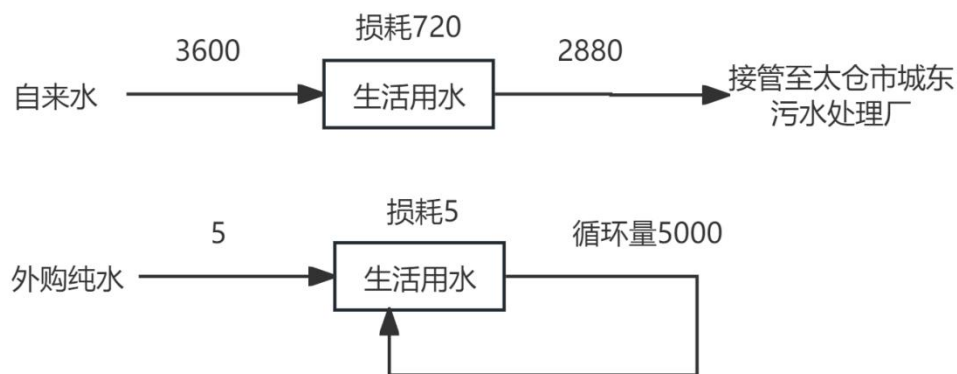 损耗720
3600
2880
自来水
生活用水
接管至太仓市城东
污水处理厂
损耗5
5
循环量5000
外购纯水
生活用水